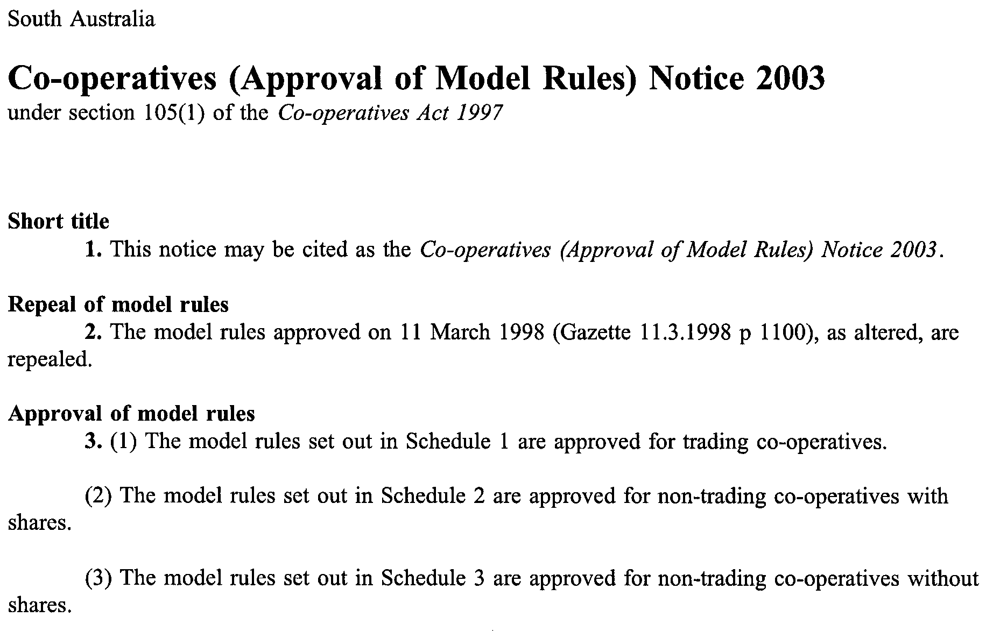 South Australia
Co-operatives (Approval of Model Rules) Notice 2003
under section 105(1) of the Co-operatives Act 1997
Short title
1. This notice may be cited as the Co-operatives (Approval of Model Rules) Notice 2003.
Repeal of model rules
2. The model rules approved on 11 March 1998 (Gazette 11.3.1998 p 1100), as altered, are
repealed.
Approval of model rules
3. (1) The model rules set out in Schedule 1 are approved for trading co-operatives.
(2) The model rules set out in Schedule 2 are approved for non-trading co-operatives with
shares.
(3) The model rules set out in Schedule 3 are approved for non-trading co-operatives without
shares.